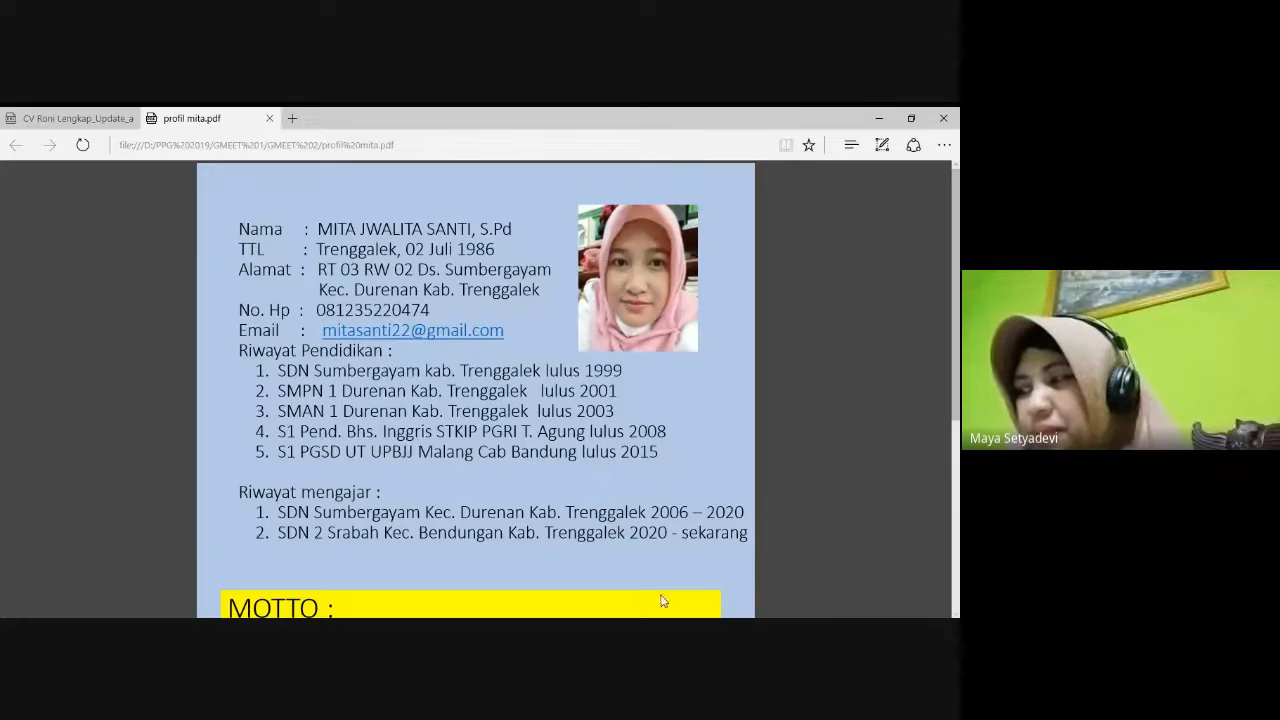 CV Roni Lengkap_Update_a
profil mita.pdf
file:///D:/PPG%202019/GMEET%201/GMEET%202/profil%20mita.pdf
Nama : MITA JWALITA SANTI, S.Pd
TTL : Trenggalek, 02 Juli 1986
Alamat : RT 03 RW 02 Ds. Sumbergayam
Kec. Durenan Kab. Trenggalek
No. Hp : 081235220474
Email : mitasanti22@gmail.com
Riwayat Pendidikan :
1. SDN Sumbergayam kab. Trenggalek lulus 1999
2. SMPN 1 Durenan Kab. Trenggalek lulus 2001
3. SMAN 1 Durenan Kab. Trenggalek lulus 2003
4. S1 Pend. Bhs. Inggris STKIP PGRI T. Agung lulus 2008
5. S1 PGSD UT UPBJJ Malang Cab Bandung lulus 2015
Riwayat mengajar :
1. SDN Sumbergayam Kec. Durenan Kab. Trenggalek 2006 – 2020
2. SDN 2 Srabah Kec. Bendungan Kab. Trenggalek 2020 - sekarang
MOTTO :
Maya Setyadevi